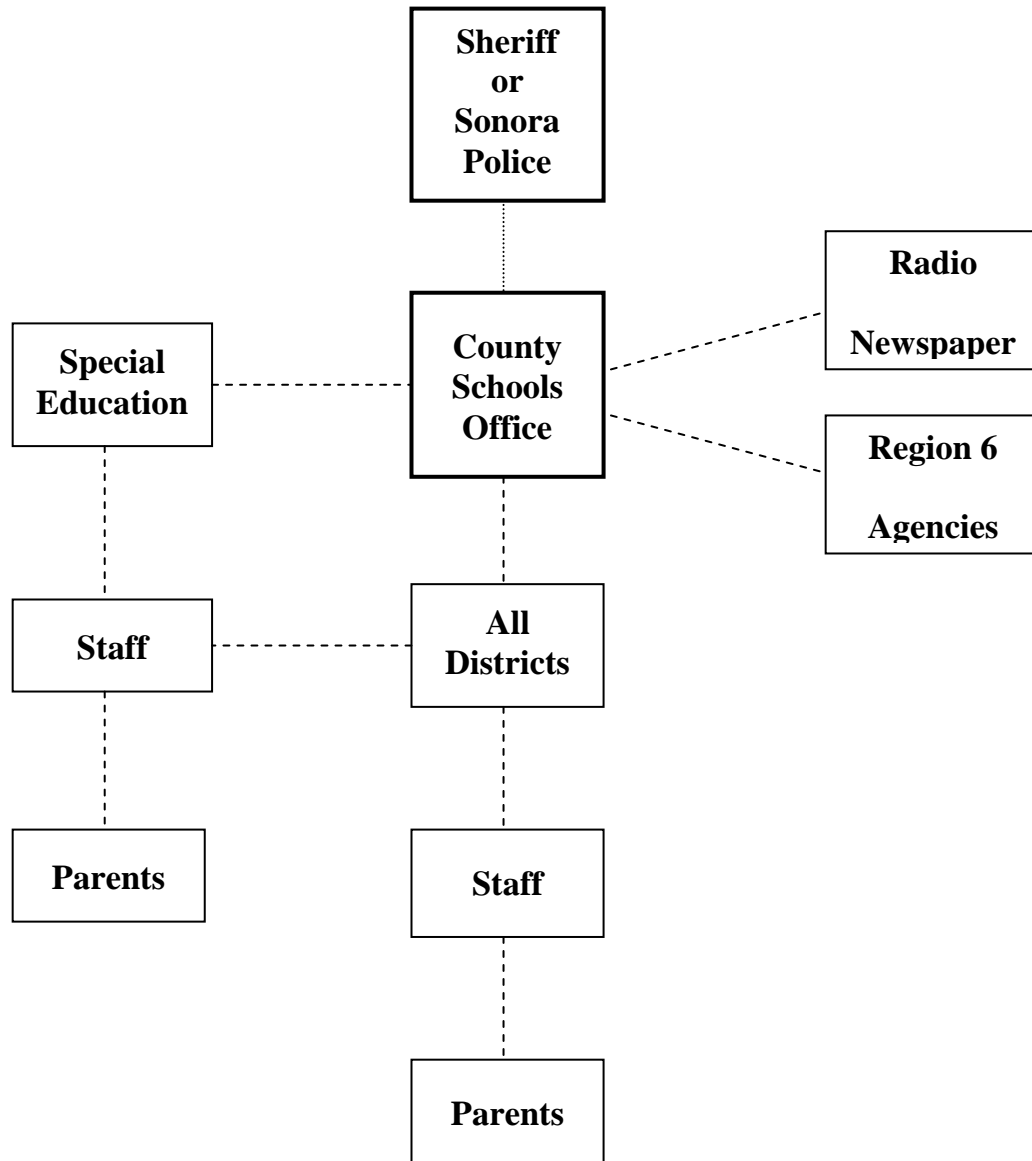 Sheriff
or
Sonora
Police
Radio
Newspaper
Special
Education
County
Schools
Office
Region 6
Agencies
Staff
All
Districts
Parents
Staff
Parents